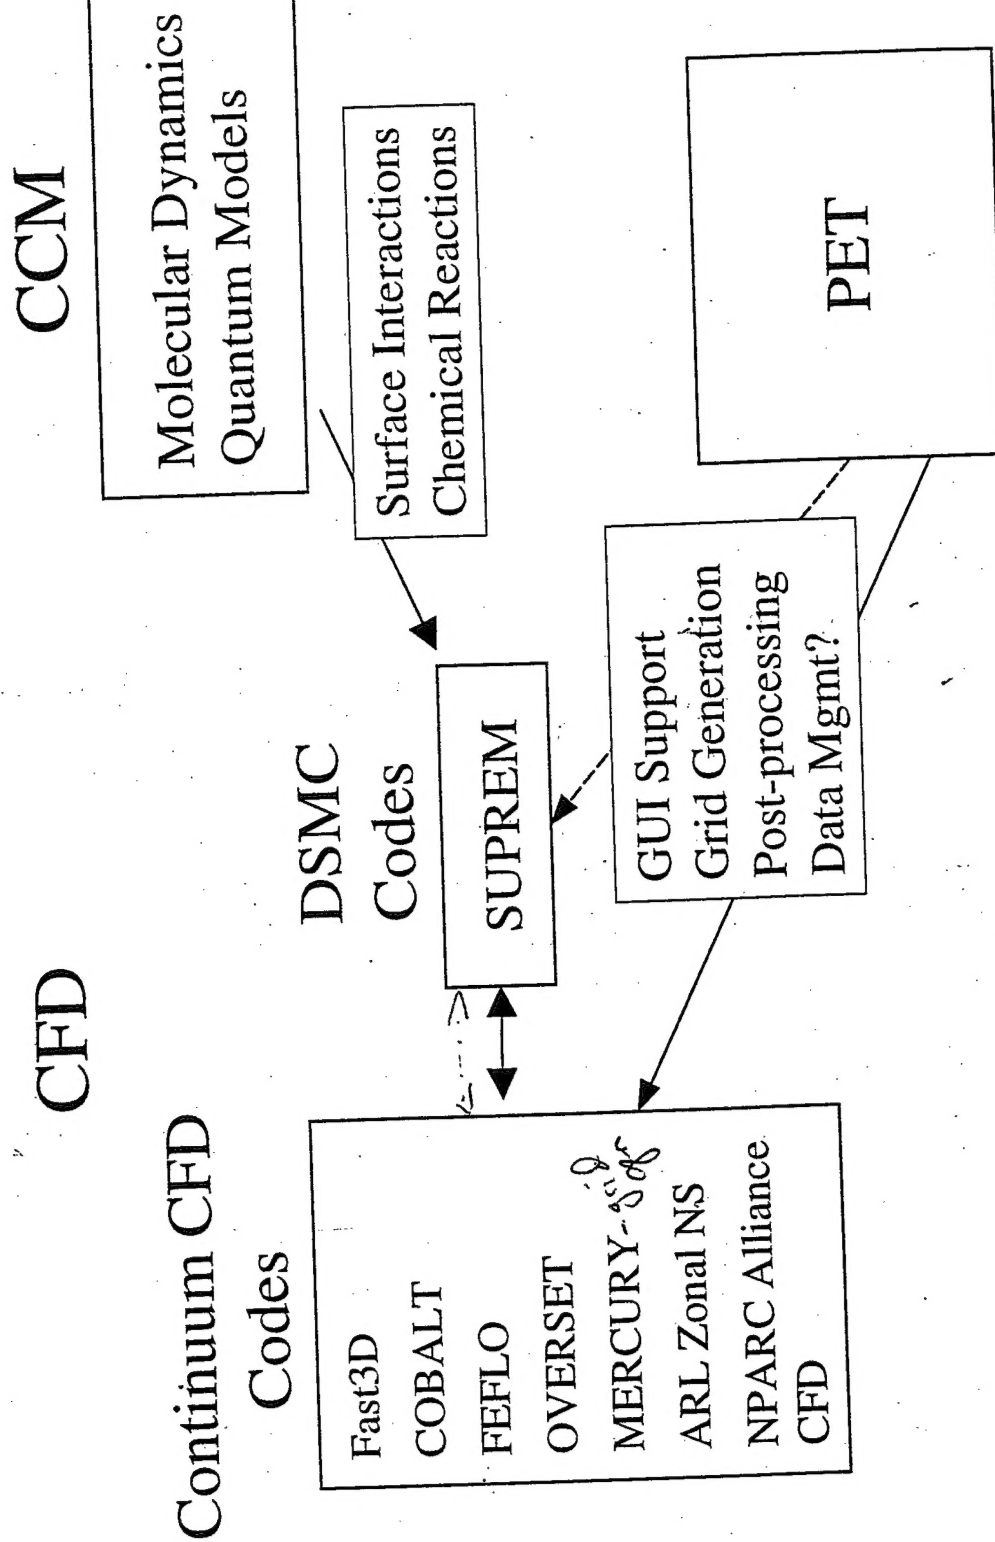 CFD
CCM
Continuum CFD
Codes
Fast3D
COBALT
FEFLO
OVERSET
MERCURY-
ARL Zonal NS
NPARC Alliance
CFD
DSMC
Codes
SUPREM
Molecular Dynamics
Quantum Models
Surface Interactions
Chemical Reactions
GUI Support
Grid Generation
Post-processing
Data Mgmt?
PET